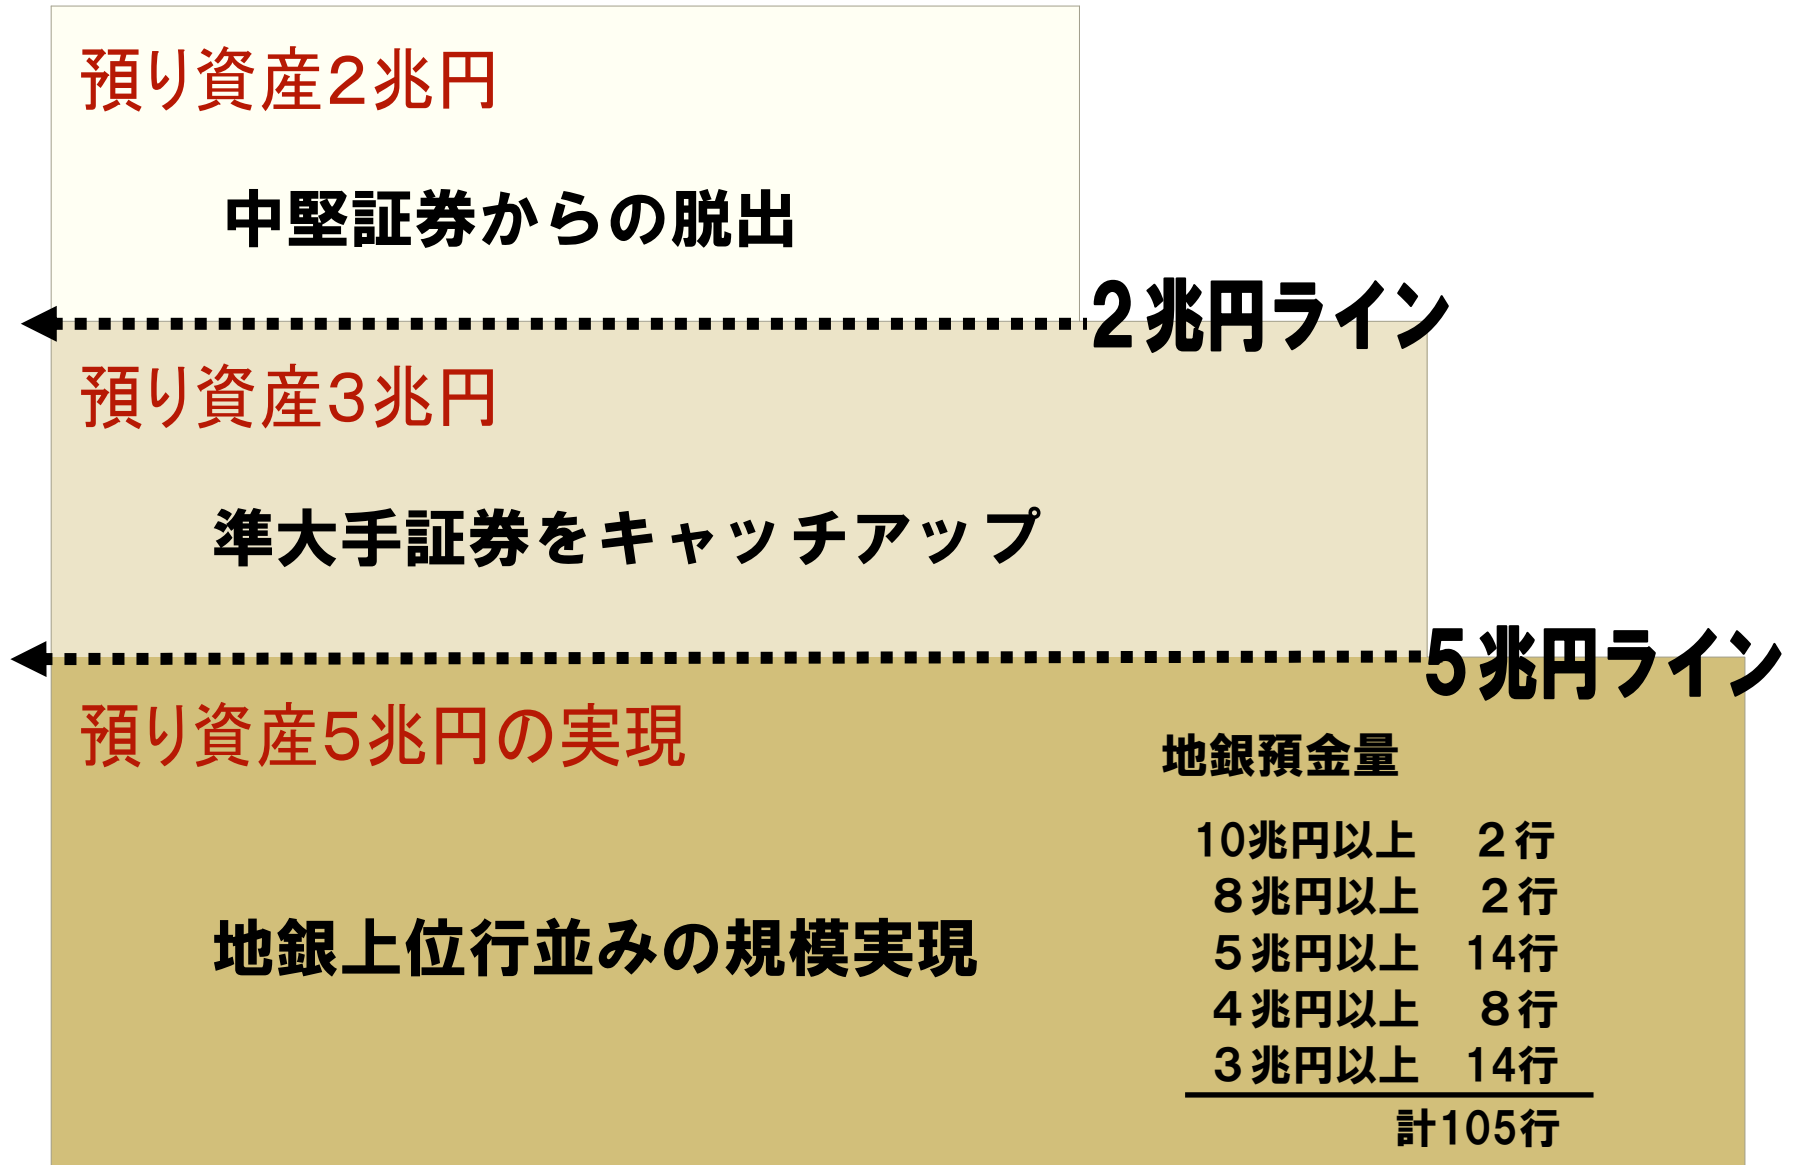 預り資産2兆円
中堅証券からの脱出
2兆円ライン
預り資産3兆円
準大手証券をキャッチアップ
5兆円ライン
預り資産5兆円の実現
地銀預金量
10兆円以上 2行
8兆円以上 2行
5兆円以上 14行
地銀上位行並みの規模実現
4兆円以上 8行
3兆円以上 14行
計105行